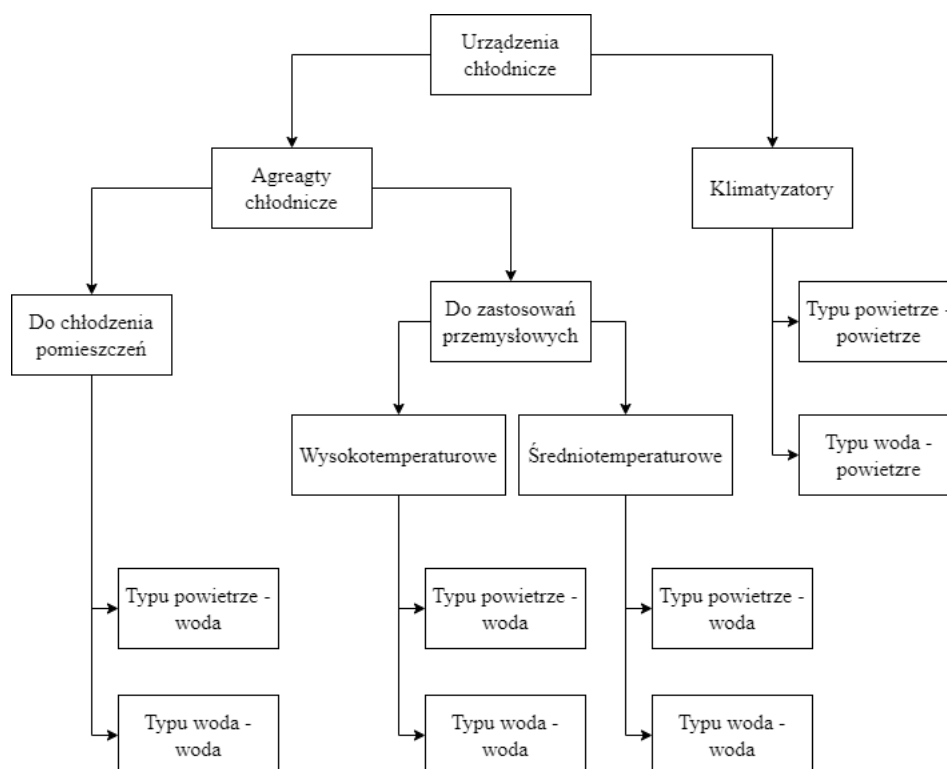 Urządzenia
chłodnicze
Agreagty
chłodnicze
Klimatyzatory
Do chłodzenia
pomieszczeń
Do zastosowań
przemysłowych
Typu powietrze -
powietrze
Wysokotemperaturowe
Średniotemperaturowe
Typu woda -
powietzre
Typu powietrze -
woda
Typu powietrze -
woda
Typu powietrze -
woda
Typu woda -
woda
Typu woda -
woda
Typu woda -
woda